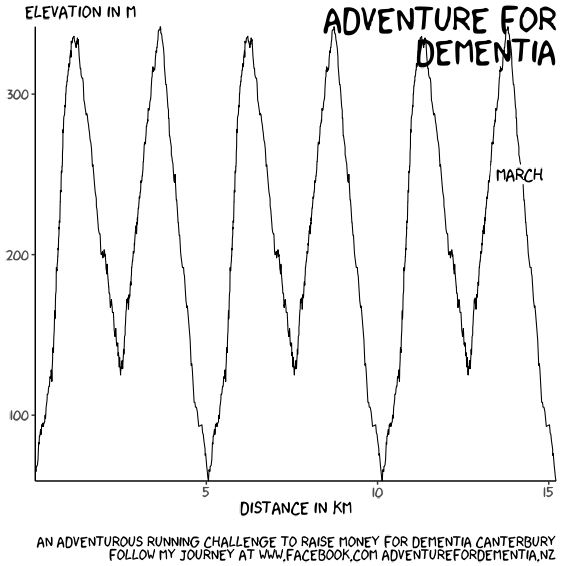 ELEVATION IN M
ADVENTURE FOR
DEMENTIA
300
MARCH
200
100
5
10
15
DISTANCE IN KM
AN ADVENTUROUS RUNNING CHALLENGE TO RAISE MONEY FOR DEMENTIA CANTERBURY
FOLLOW MY JOURNEY AT WWW.FACEBOOK.COM ADVENTUREFORDEMENTIA.NZ